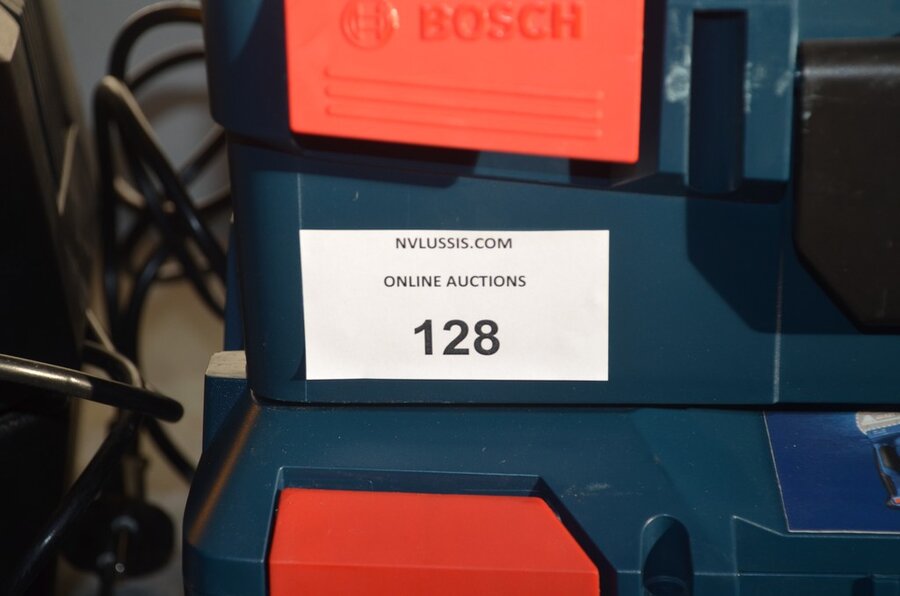 BOSCH
NVLUSSIS.COM
ONLINE AUCTIONS
128